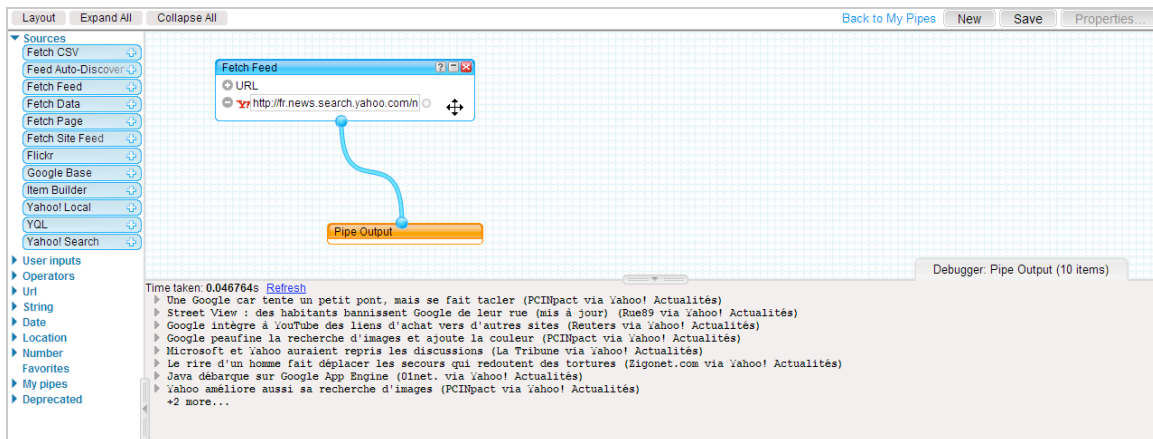 Layout Expand All Collapse All Back to My Pipes New Save Properties...
Sources
Fetch CSV
Feed Auto-Discover
Fetch Feed
Fetch Data
Fetch Page
Fetch Site Feed
Flickr
Google Base
Item Builder
Yahoo! Local
YQL
Yahoo! Search
User inputs
Operators
Url
String
Date
Location
Number
Favorites
My pipes
Deprecated
Fetch Feed ?
URL
Y! http://fr.news.search.yahoo.com/n
Pipe Output
Debugger: Pipe Output (10 items)
Time taken: 0.046764s Refresh
Une Google car tente un petit pont, mais se fait tacler (PCINpact via Yahoo! Actualités)
Street View : des habitants bannissent Google de leur rue (mis à jour) (Rue89 via Yahoo! Actualités)
Google intègre à YouTube des liens d'achat vers d'autres sites (Reuters via Yahoo! Actualités)
Google peaufine la recherche d'images et ajoute la couleur (PCINpact via Yahoo! Actualités)
Microsoft et Yahoo auraient repris les discussions (La Tribune via Yahoo! Actualités)
Le rire d'un homme fait déplacer les secours qui redoutent des tortures (Zigonet.com via Yahoo! Actualités)
Java débarque sur Google App Engine (01net. via Yahoo! Actualités)
Yahoo améliore aussi sa recherche d'images (PCINpact via Yahoo! Actualités)
+2 more...